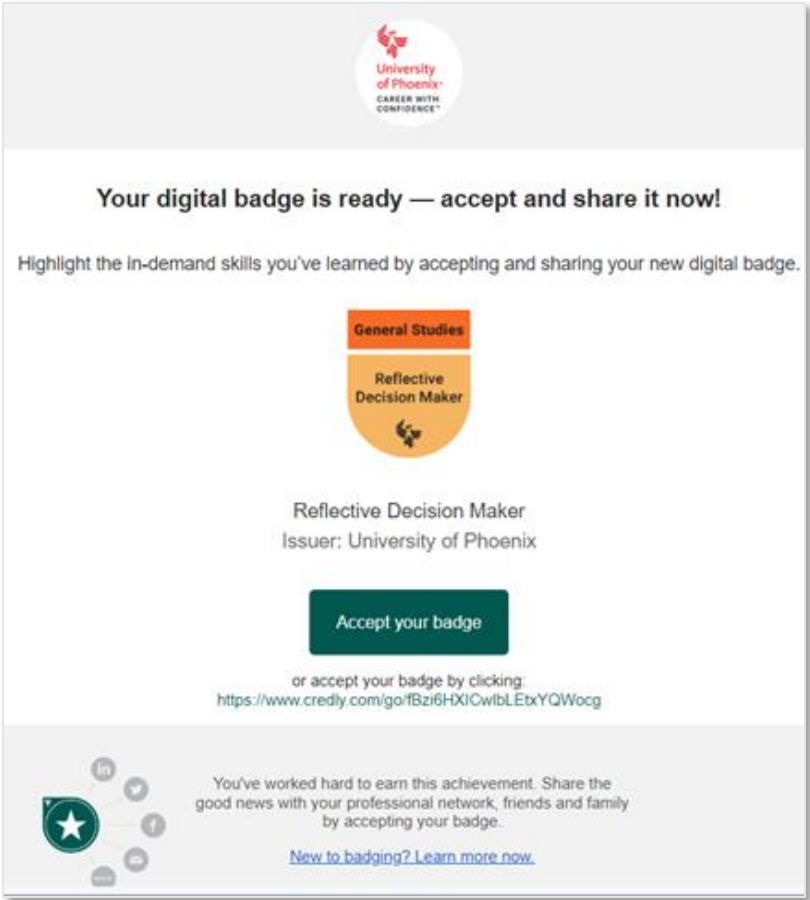 University
of Phoenix
CAREER WITH
CONFIDENCE™
Your digital badge is ready — accept and share it now!
Highlight the in-demand skills you've learned by accepting and sharing your new digital badge.
General Studies
Reflective
Decision Maker
Reflective Decision Maker
Issuer: University of Phoenix
Accept your badge
or accept your badge by clicking:
https://www.credly.com/go/
in
You've worked hard to earn this achievement. Share the
good news with your professional network, friends and family
by accepting your badge.
New to badging? Learn more now.